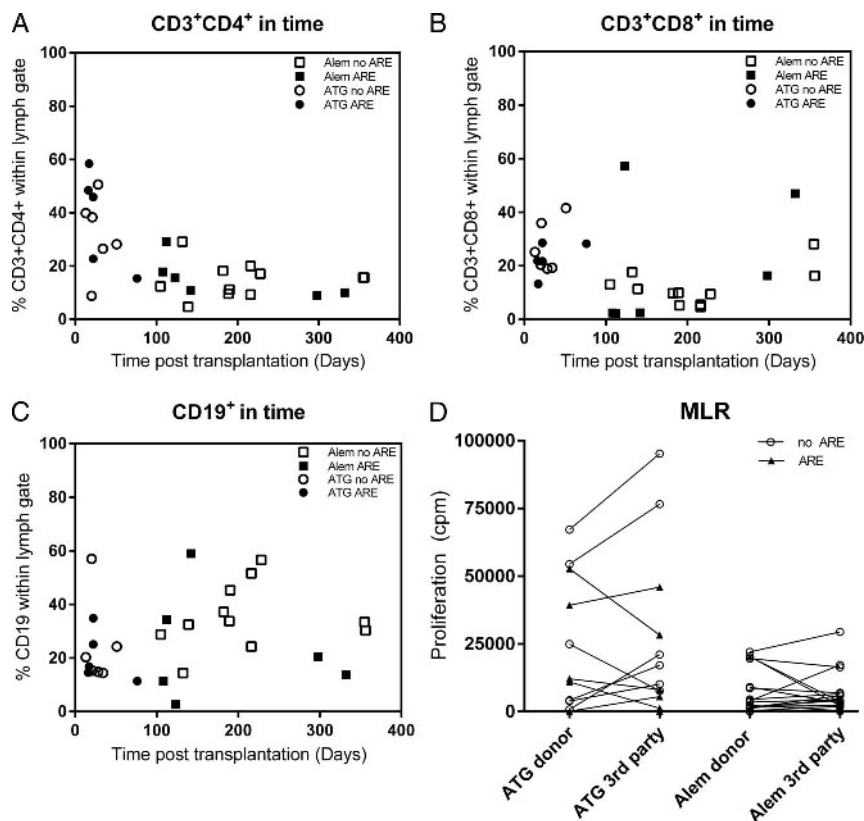 A
CD3+CD4+ in time
% CD3+CD4+ within lymph gate
100
80
60
40
20
0
Alem no ARE
Alem ARE
ATG no ARE
ATG ARE
0 100 200 300 400
Time post transplantation (Days)
B
CD3+CD8+ in time
% CD3+CD8+ within lymph gate
100
80
60
40
20
0
Alem no ARE
Alem ARE
ATG no ARE
ATG ARE
0 100 200 300 400
Time post transplantation (Days)
C
CD19+ in time
% CD19 within lymph gate
100
80
60
40
20
0
Alem no ARE
Alem ARE
ATG no ARE
ATG ARE
0 100 200 300 400
Time post transplantation (Days)
D
MLR
Proliferation (cpm)
100000
75000
50000
25000
0
no ARE
ARE
ATG donor
ATG 3rd party
Alem donor
Alem 3rd party